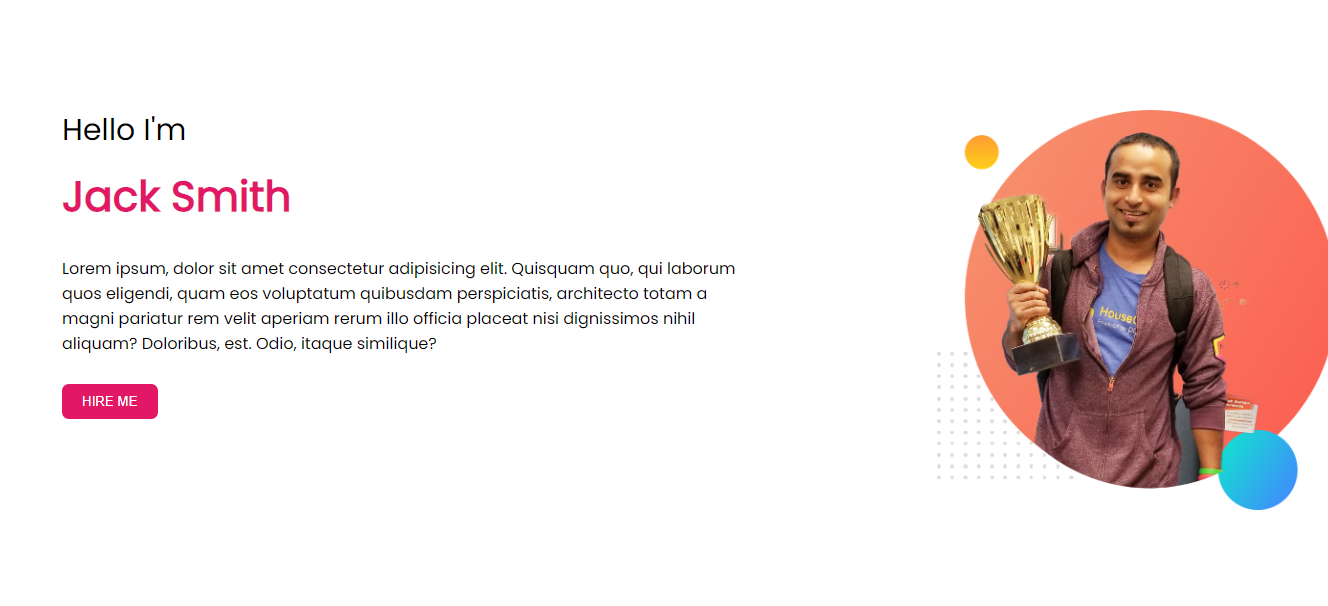 Hello I'm
Jack Smith
Lorem ipsum, dolor sit amet consectetur adipisicing elit. Quisquam quo, qui laborum
quos eligendi, quam eos voluptatum quibusdam perspiciatis, architecto totam a
magni pariatur rem velit aperiam rerum illo officia placeat nisi dignissimos nihil
aliquam? Doloribus, est. Odio, itaque similique?
HIRE ME